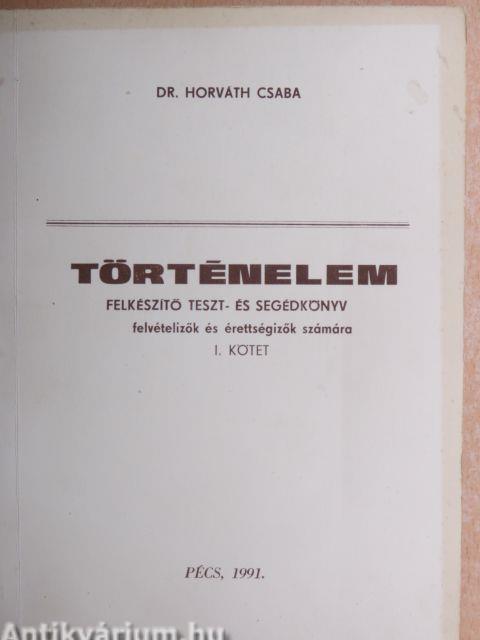 DR. HORVÁTH CSABA
TÖRTÉNELEM
FELKÉSZÍTŐ TESZT- ÉS SEGÉDKÖNYV
felvételizők és érettségizők számára
I. KÖTET
PÉCS, 1991.
Antikvárium.hu